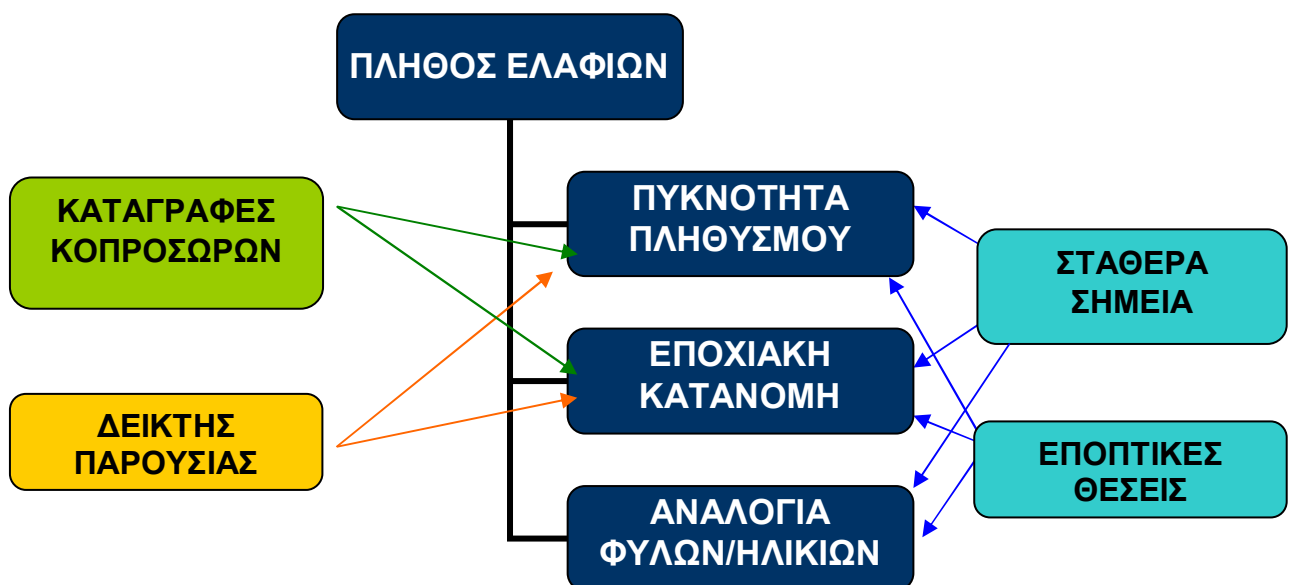 ΠΛΗΘΟΣ ΕΛΑΦΙΩΝ
ΚΑΤΑΓΡΑΦΕΣ
ΚΟΠΡΟΣΩΡΩΝ
ΔΕΙΚΤΗΣ
ΠΑΡΟΥΣΙΑΣ
ΠΥΚΝΟΤΗΤΑ
ΠΛΗΘΥΣΜΟΥ
ΕΠΟΧΙΑΚΗ
ΚΑΤΑΝΟΜΗ
ΑΝΑΛΟΓΙΑ
ΦΥΛΩΝ/ΗΛΙΚΙΩΝ
ΣΤΑΘΕΡΑ
ΣΗΜΕΙΑ
ΕΠΟΠΤΙΚΕΣ
ΘΕΣΕΙΣ